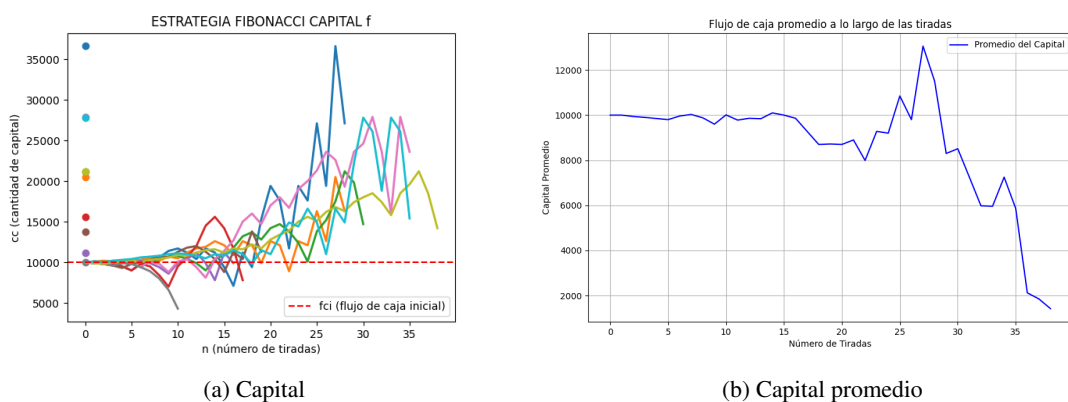 ESTRATEGIA FIBONACCI CAPITAL f
cc (cantidad de capital)
35000
30000
25000
20000
15000
10000
5000
fci (flujo de caja inicial)
0 5 10 15 20 25 30 35
n (número de tiradas)
(a) Capital
Flujo de caja promedio a lo largo de las tiradas
Promedio del Capital
Capital Promedio
12000
10000
8000
6000
4000
2000
0 5 10 15 20 25 30 35
Número de Tiradas
(b) Capital promedio